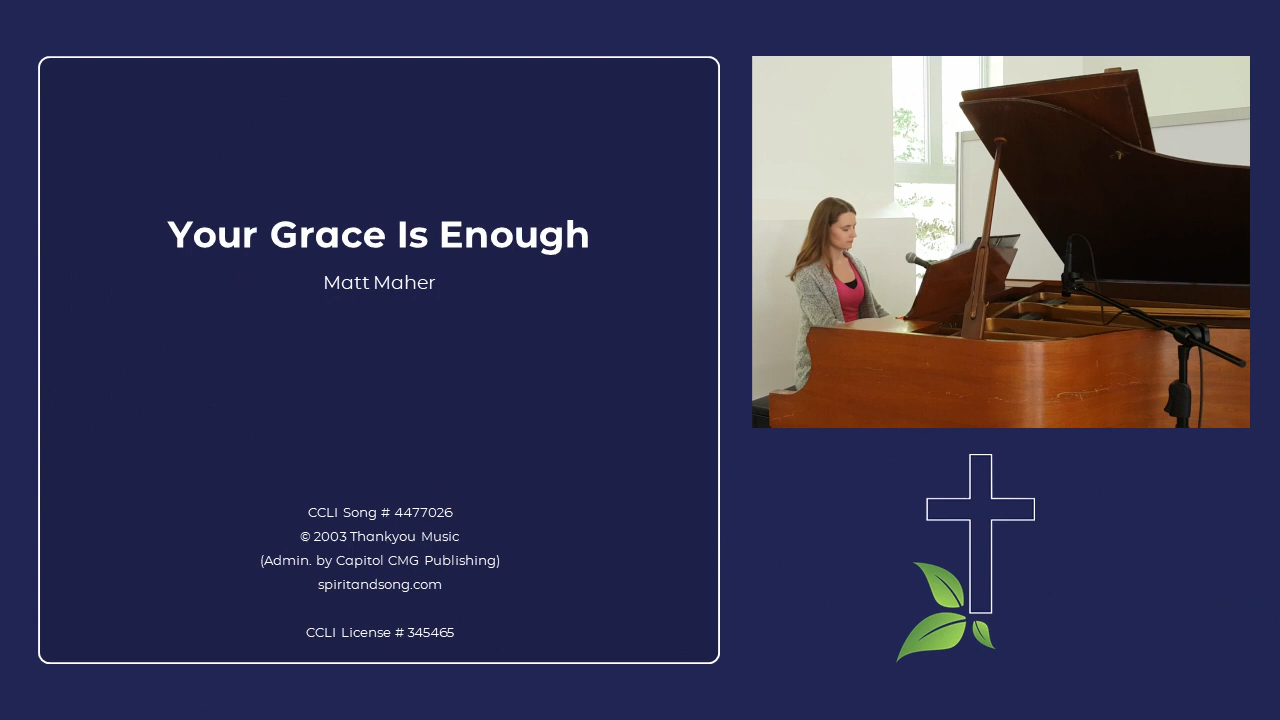 Your Grace Is Enough
Matt Maher
CCLI Song # 4477026
© 2003 Thankyou Music
(Admin. by Capitol CMG Publishing)
spiritandsong.com
CCLI License # 345465